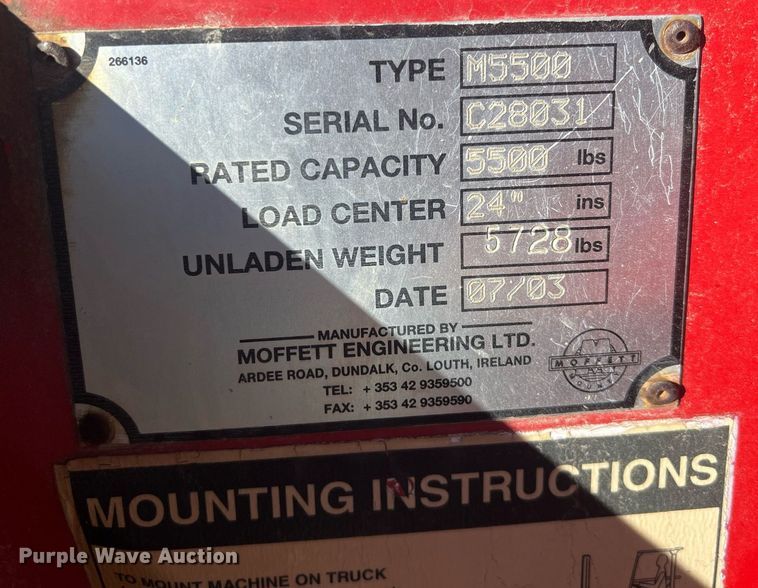 266136
TYPE M5500
SERIAL No. C28031
RATED CAPACITY 5500 lbs
LOAD CENTER 24" ins
UNLADEN WEIGHT 5728 lbs
DATE 07/03
MANUFACTURED BY
MOFFETT ENGINEERING LTD.
ARDEE ROAD, DUNDALK, Co. LOUTH, IRELAND
TEL: + 353 42 9359500
FAX: + 353 42 9359590
M
MOFFETT
MOUNTY
MOUNTING INSTRUCTIONS
TO MOUNT MACHINE ON TRUCK
Purple Wave Auction